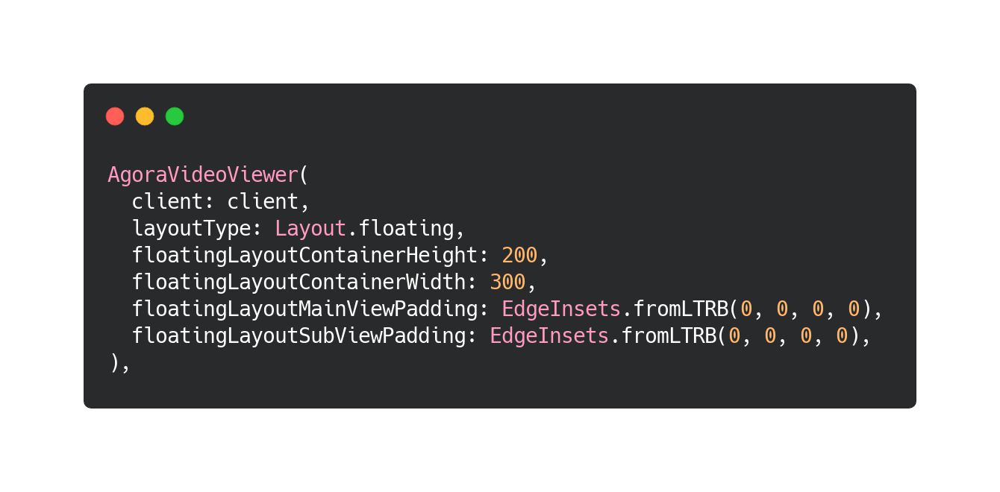 AgoraVideoViewer(
  client: client,
  layoutType: Layout.floating,
  floatingLayoutContainerHeight: 200,
  floatingLayoutContainerWidth: 300,
  floatingLayoutMainViewPadding: EdgeInsets.fromLTRB(0, 0, 0, 0),
  floatingLayoutSubViewPadding: EdgeInsets.fromLTRB(0, 0, 0, 0),
),